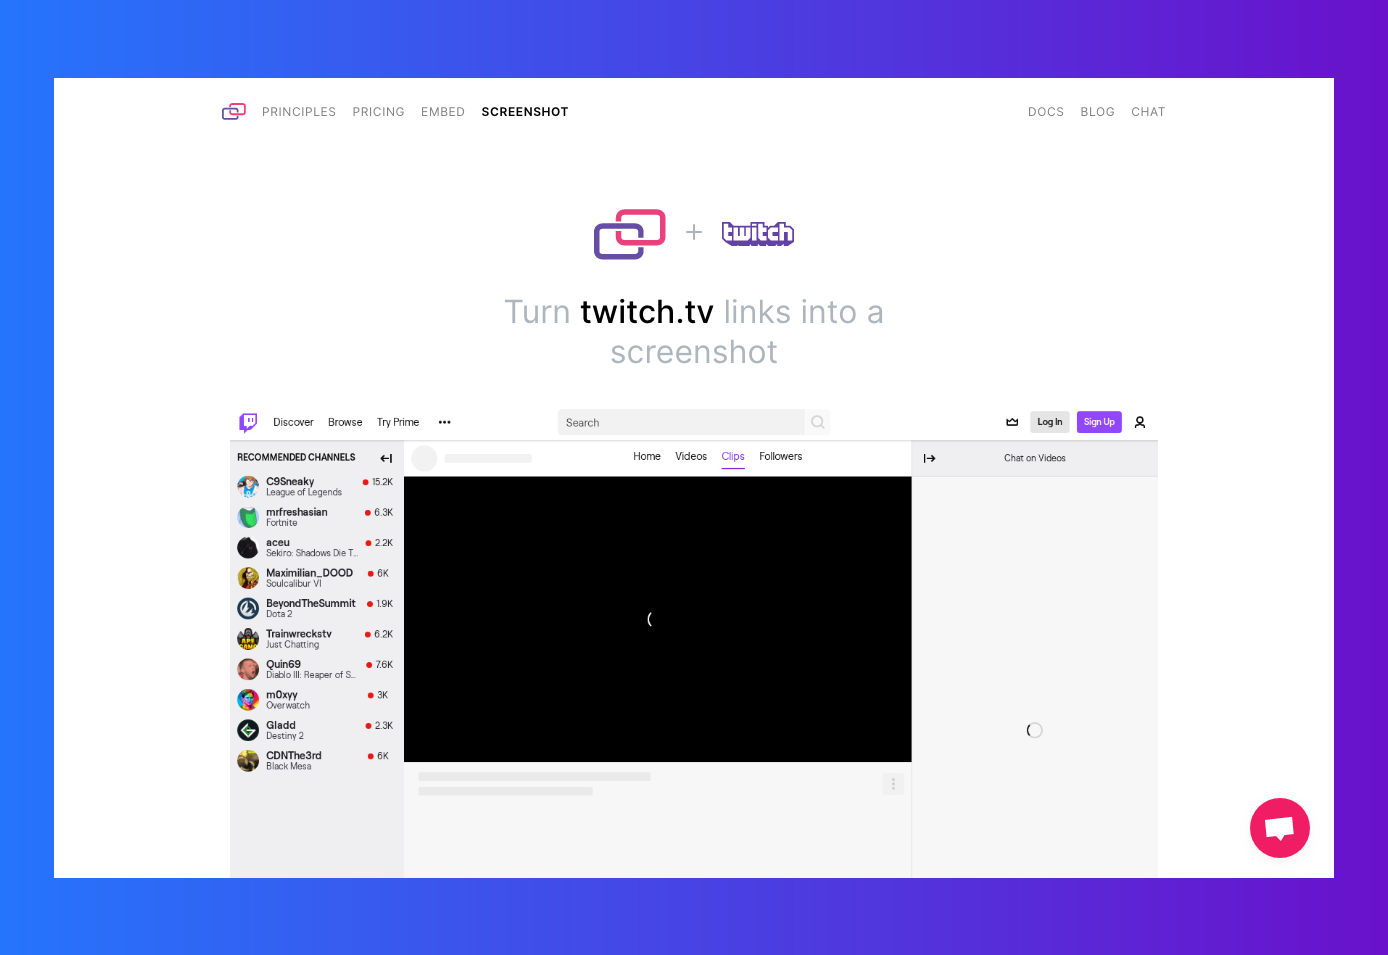 PRINCIPLES PRICING EMBED SCREENSHOT DOCS BLOG CHAT
twitch
Turn twitch.tv links into a
screenshot
Discover Browse Try Prime ••• Search Log In Sign Up
RECOMMENDED CHANNELS
Home Videos Clips Followers
Chat on Videos
C9Sneaky 15.2K
League of Legends
mrfreshasian 6.3K
Fortnite
aceu 2.2K
Sekiro: Shadows Die T...
Maximilian_DOOD 6K
Soulcalibur VI
BeyondTheSummit 1.9K
Dota 2
Trainwreckstv 6.2K
Just Chatting
Quin69 7.6K
Diablo III: Reaper of S...
m0xyy 3K
Overwatch
Gladd 2.3K
Destiny 2
CDNThe3rd 6K
Black Mesa